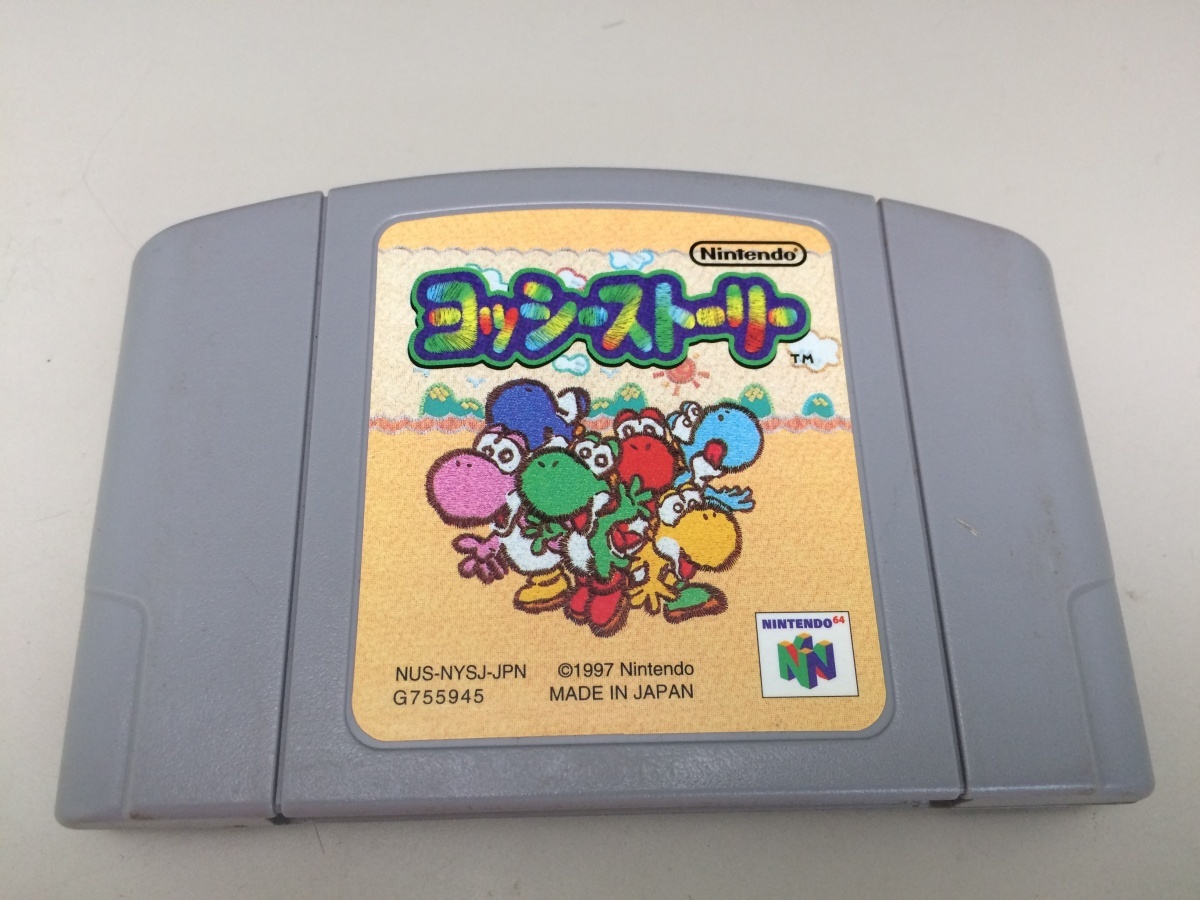 Nintendo®
ヨッシーストーリー
TM
NINTENDO64
NUS-NYSJ-JPN ©1997 Nintendo
G755945 MADE IN JAPAN